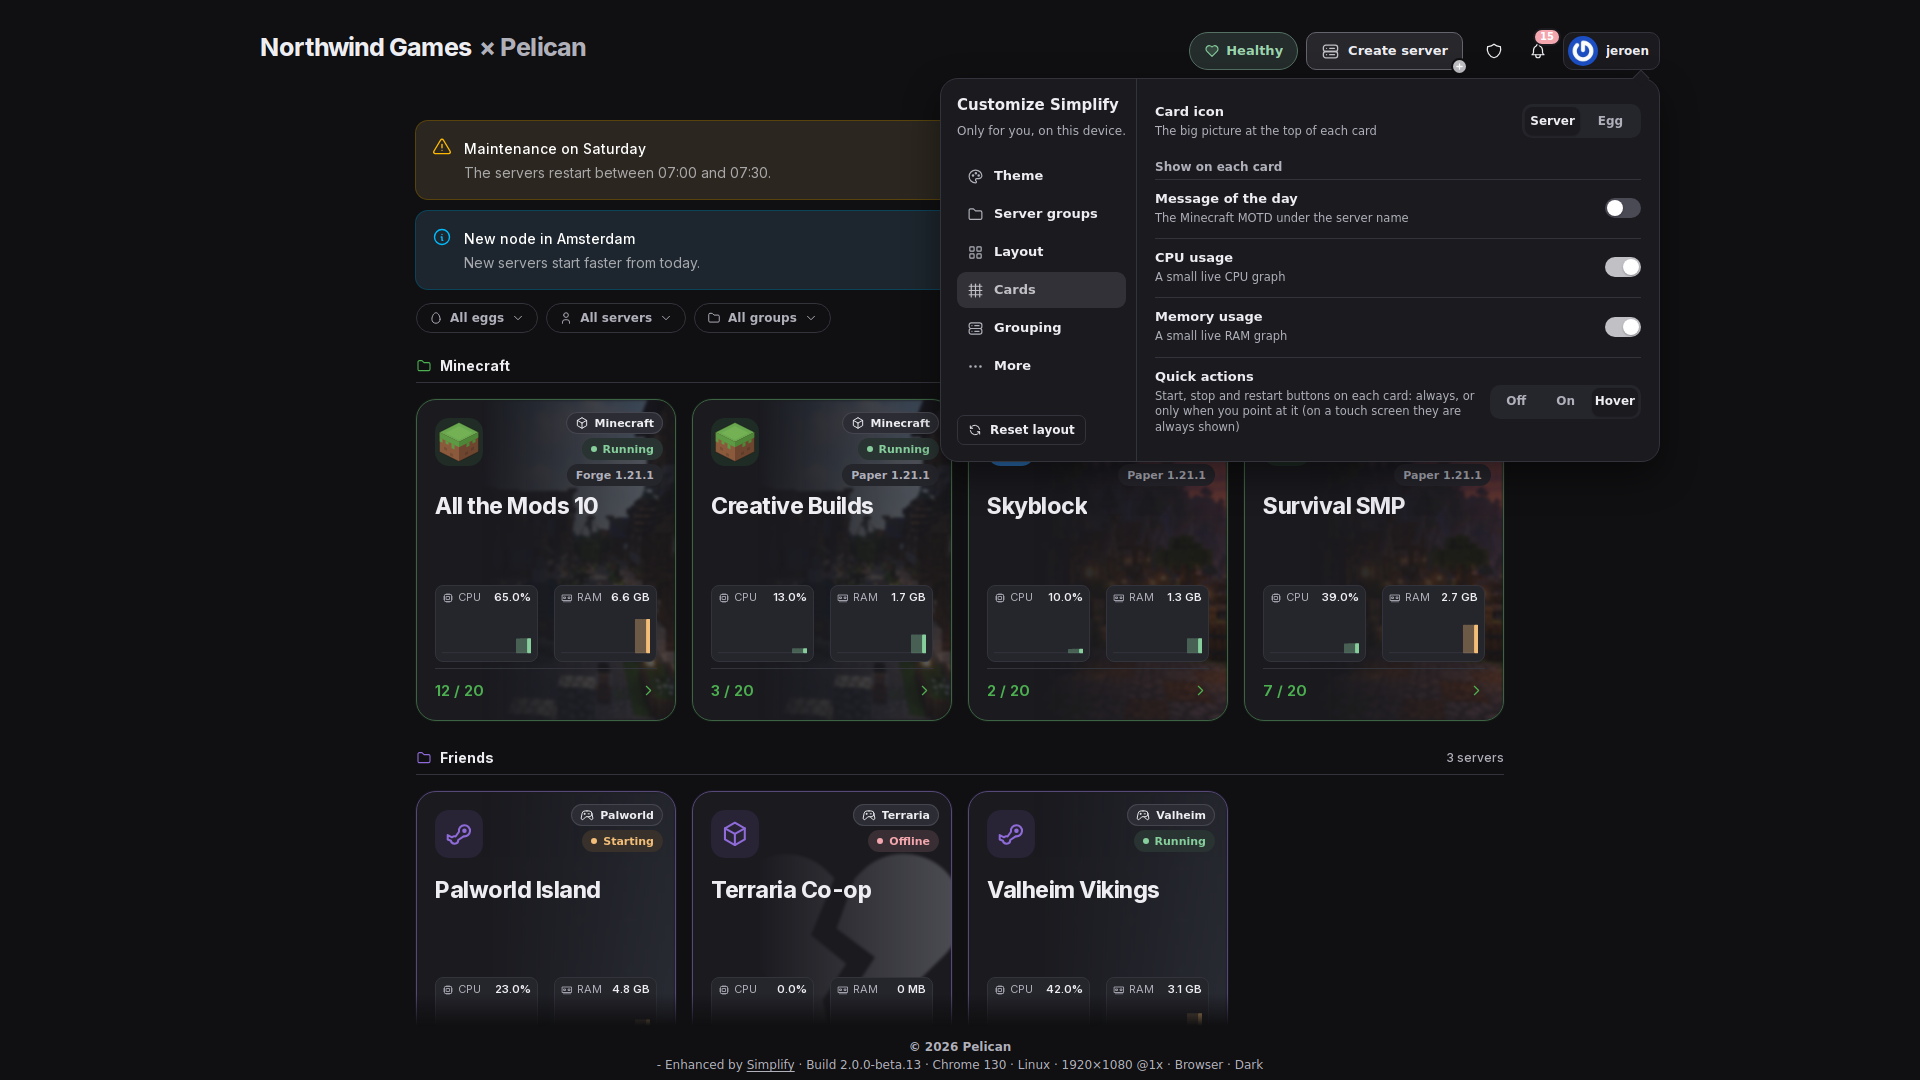 Northwind Games × Pelican
Healthy
Create server
15
jeroen
Maintenance on Saturday
The servers restart between 07:00 and 07:30.
New node in Amsterdam
New servers start faster from today.
All eggs
All servers
All groups
Customize Simplify
Only for you, on this device.
Theme
Server groups
Layout
Cards
Grouping
More
Reset layout
Card icon
The big picture at the top of each card
Server
Egg
Show on each card
Message of the day
The Minecraft MOTD under the server name
CPU usage
A small live CPU graph
Memory usage
A small live RAM graph
Quick actions
Start, stop and restart buttons on each card: always, or
only when you point at it (on a touch screen they are
always shown)
Off
On
Hover
Minecraft
Minecraft
Running
Forge 1.21.1
All the Mods 10
CPU 65.0%
RAM 6.6 GB
12 / 20
Minecraft
Running
Paper 1.21.1
Creative Builds
CPU 13.0%
RAM 1.7 GB
3 / 20
Paper 1.21.1
Skyblock
CPU 10.0%
RAM 1.3 GB
2 / 20
Paper 1.21.1
Survival SMP
CPU 39.0%
RAM 2.7 GB
7 / 20
Friends
3 servers
Palworld
Starting
Palworld Island
CPU 23.0%
RAM 4.8 GB
Terraria
Offline
Terraria Co-op
CPU 0.0%
RAM 0 MB
Valheim
Running
Valheim Vikings
CPU 42.0%
RAM 3.1 GB
© 2026 Pelican
- Enhanced by Simplify · Build 2.0.0-beta.13 · Chrome 130 · Linux · 1920×1080 @1x · Browser · Dark